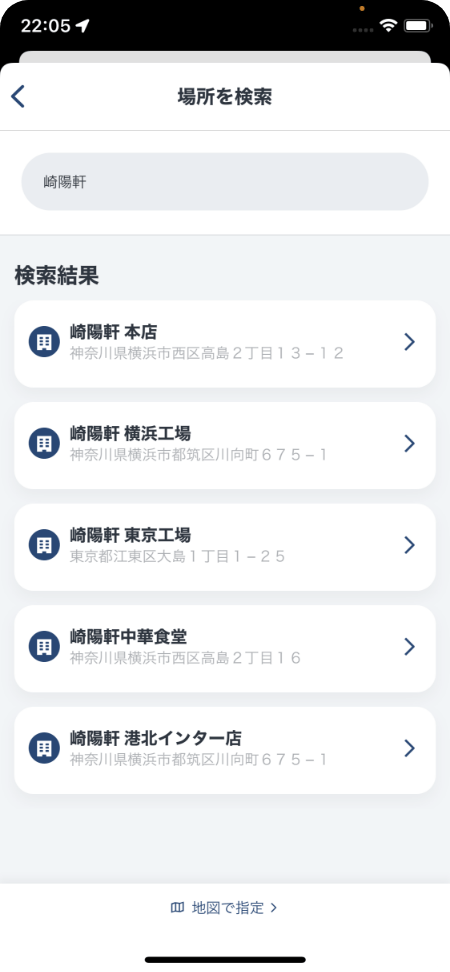 22:05
場所を検索
崎陽軒
検索結果
崎陽軒 本店
神奈川県横浜市西区高島２丁目１３−１２
崎陽軒 横浜工場
神奈川県横浜市都筑区川向町６７５−１
崎陽軒 東京工場
東京都江東区大島１丁目１−２５
崎陽軒中華食堂
神奈川県横浜市西区高島２丁目１６
崎陽軒 港北インター店
神奈川県横浜市都筑区川向町６７５−１
地図で指定